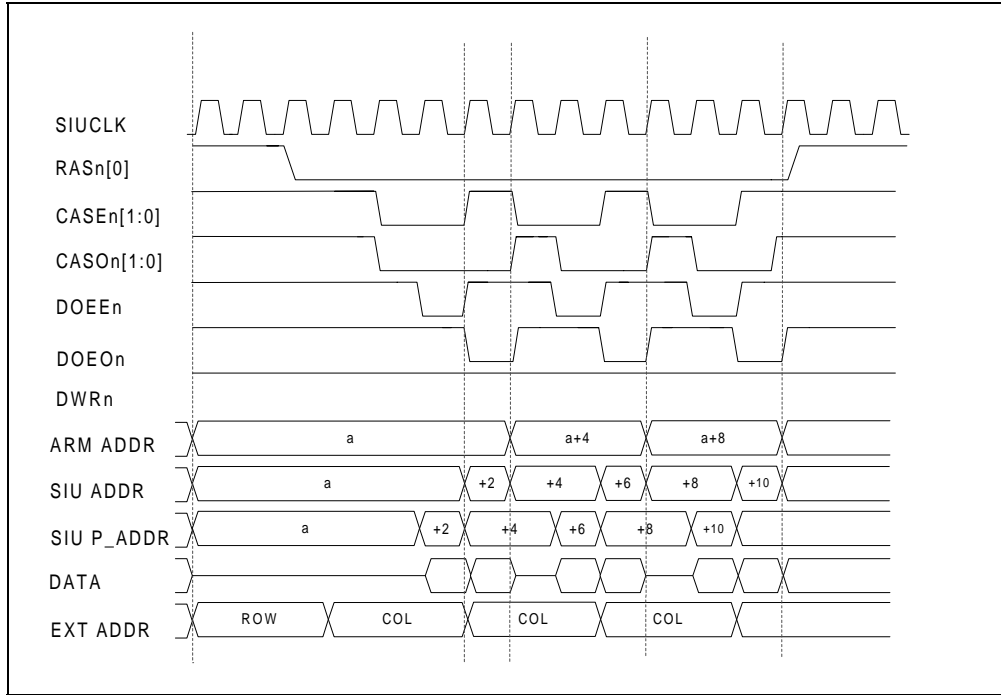 SIUCLK
RASn[0]
CASEn[1:0]
CASOn[1:0]
DOEEn
DOEOn
DWRn
ARM ADDR a a+4 a+8
SIU ADDR a +2 +4 +6 +8 +10
SIU P_ADDR a +2 +4 +6 +8 +10
DATA
EXT ADDR ROW COL COL COL